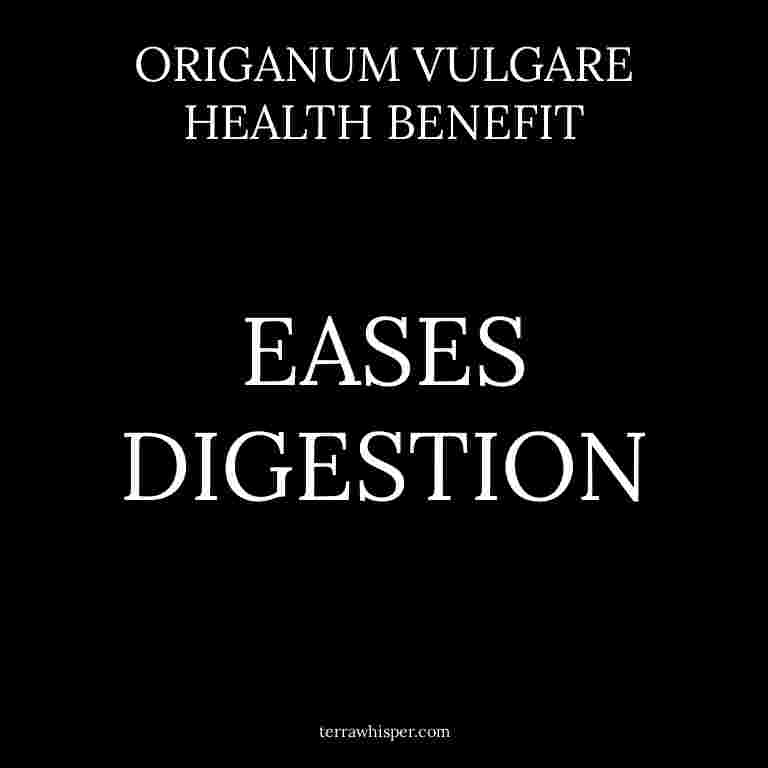 ORIGANUM VULGARE
HEALTH BENEFIT
EASES
DIGESTION
terrawhisper.com